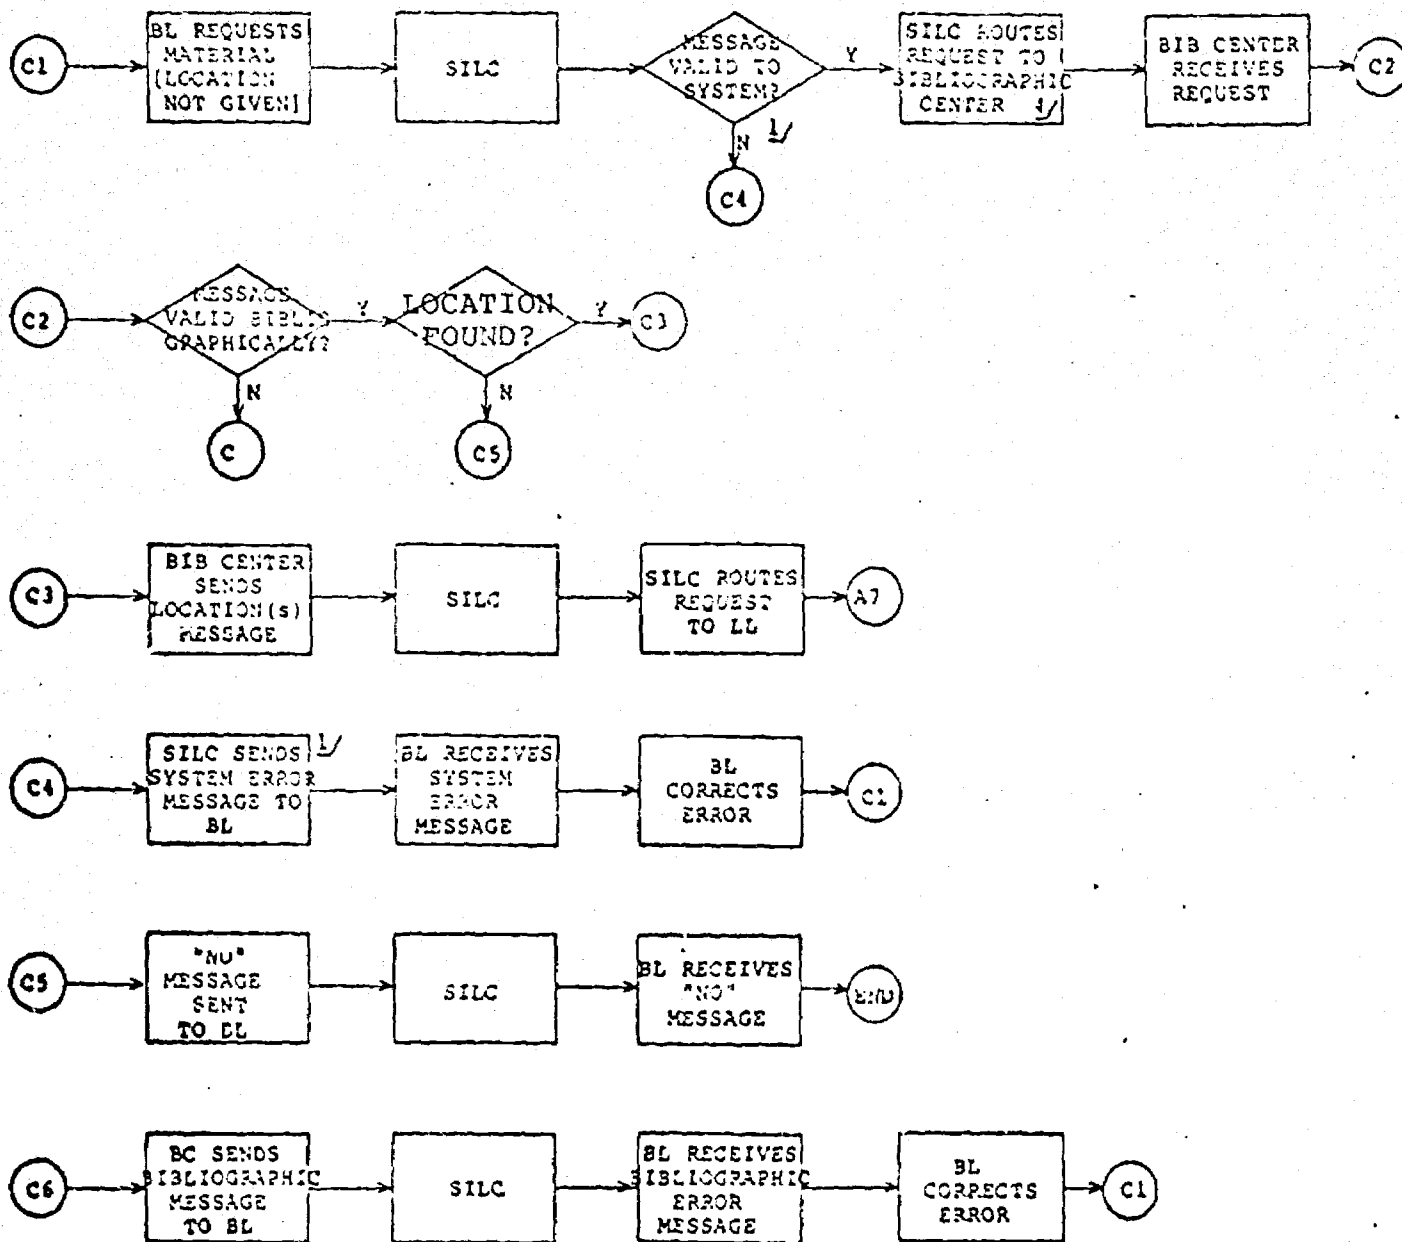 C1
BL REQUESTS
MATERIAL
[LOCATION
NOT GIVEN]
SILC
MESSAGE
VALID TO
SYSTEM?
Y
N 1/
C4
SILC ROUTES
REQUEST TO
BIBLIOGRAPHIC
CENTER 1/
BIB CENTER
RECEIVES
REQUEST
C2
C2
MESSAGE
VALID BIBLIO
GRAPHICALLY?
Y
N
C
LOCATION
FOUND?
Y
C3
N
C5
C3
BIB CENTER
SENDS
LOCATION(s)
MESSAGE
SILC
SILC ROUTES
REQUEST
TO LL
A7
C4
SILC SENDS 1/
SYSTEM ERROR
MESSAGE TO
BL
BL RECEIVES
SYSTEM
ERROR
MESSAGE
BL
CORRECTS
ERROR
C1
C5
"NO"
MESSAGE
SENT
TO BL
SILC
BL RECEIVES
"NO"
MESSAGE
END
C6
BC SENDS
BIBLIOGRAPHIC
MESSAGE
TO BL
SILC
BL RECEIVES
BIBLIOGRAPHIC
ERROR
MESSAGE
BL
CORRECTS
ERROR
C1